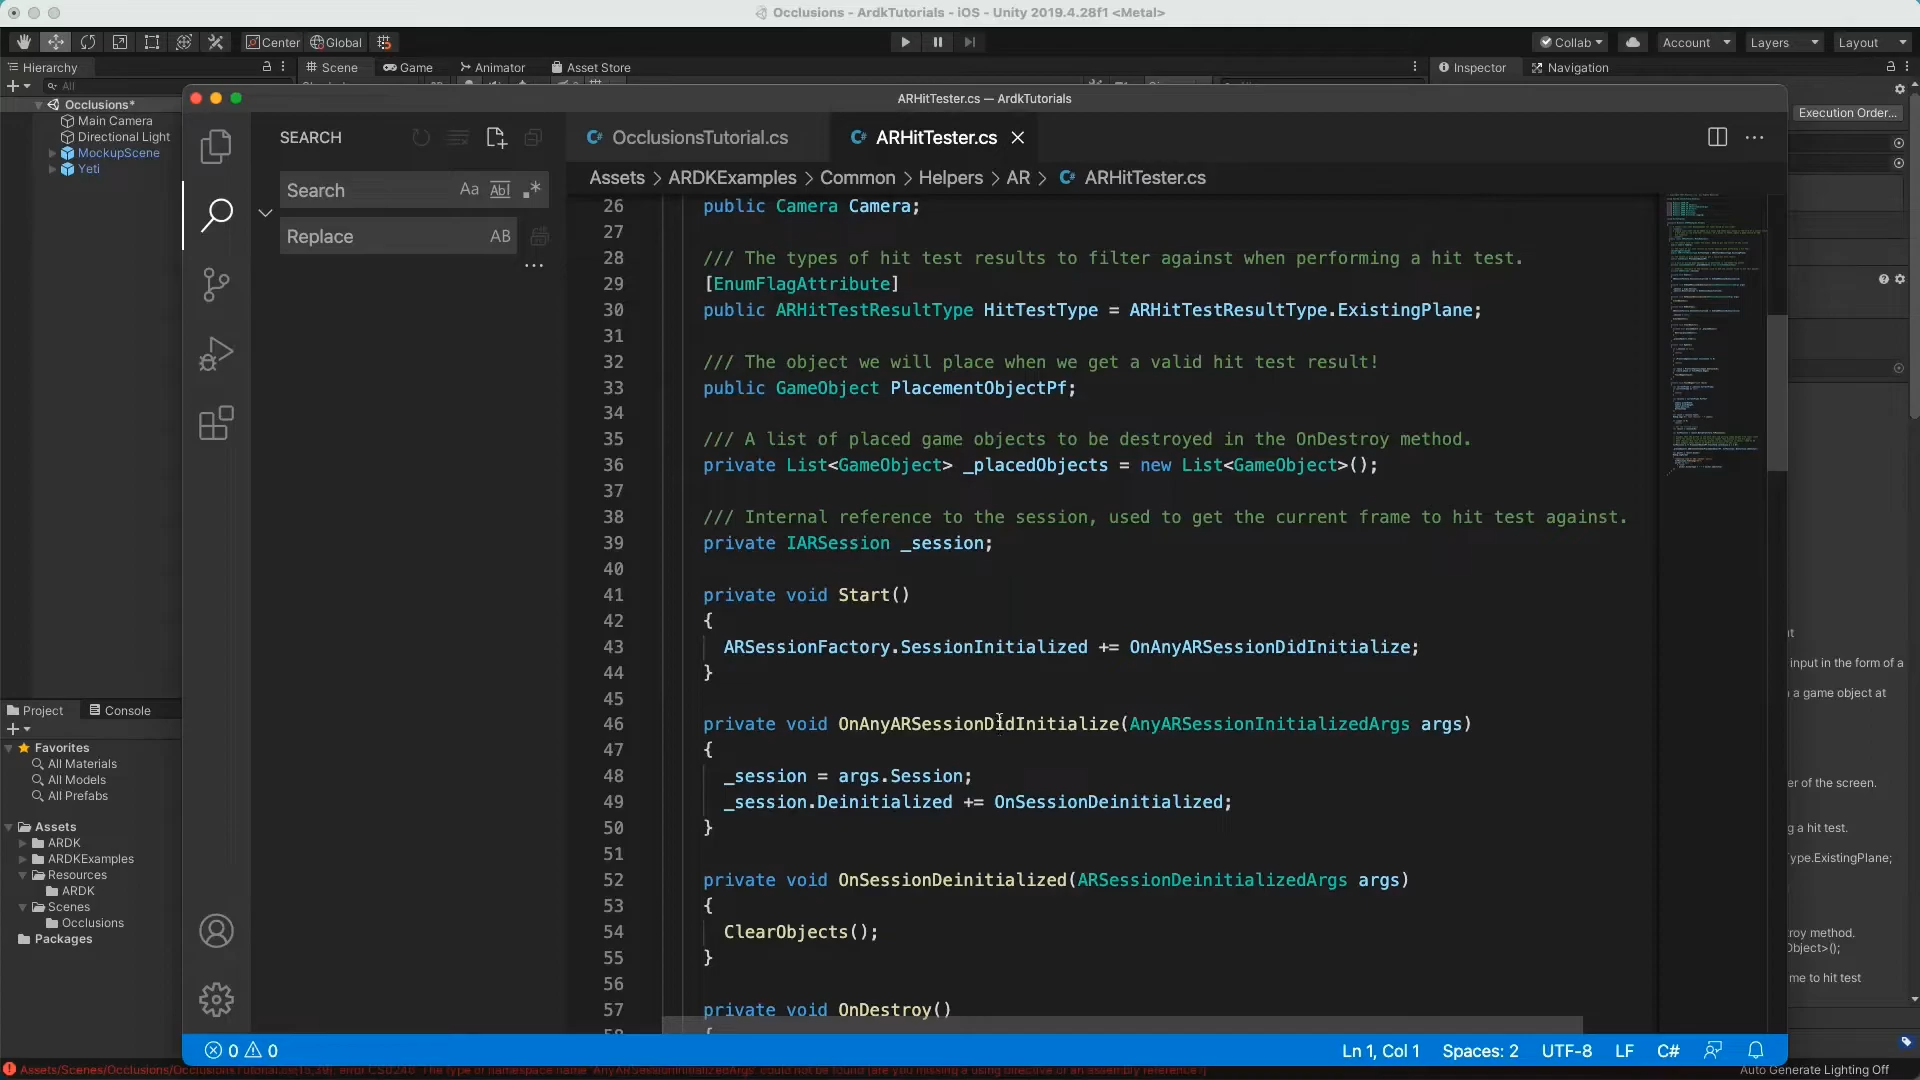 Occlusions - ArdkTutorials - iOS - Unity 2019.4.28f1 <Metal>
Center
Global
Collab
Account
Layers
Layout
Hierarchy
Scene
Game
Animator
Asset Store
Inspector
Navigation
All
Occlusions*
Main Camera
Directional Light
MockupScene
Yeti
Execution Order...
ARHitTester.cs — ArdkTutorials
SEARCH
Search
Aa
Abl
Replace
AB
OcclusionsTutorial.cs
ARHitTester.cs
Assets > ARDKExamples > Common > Helpers > AR > ARHitTester.cs
26 public Camera Camera;
27
28 /// The types of hit test results to filter against when performing a hit test.
29 [EnumFlagAttribute]
30 public ARHitTestResultType HitTestType = ARHitTestResultType.ExistingPlane;
31
32 /// The object we will place when we get a valid hit test result!
33 public GameObject PlacementObjectPf;
34
35 /// A list of placed game objects to be destroyed in the OnDestroy method.
36 private List<GameObject> _placedObjects = new List<GameObject>();
37
38 /// Internal reference to the session, used to get the current frame to hit test against.
39 private IARSession _session;
40
41 private void Start()
42 {
43 ARSessionFactory.SessionInitialized += OnAnyARSessionDidInitialize;
44 }
45
46 private void OnAnyARSessionDidInitialize(AnyARSessionInitializedArgs args)
47 {
48 _session = args.Session;
49 _session.Deinitialized += OnSessionDeinitialized;
50 }
51
52 private void OnSessionDeinitialized(ARSessionDeinitializedArgs args)
53 {
54 ClearObjects();
55 }
56
57 private void OnDestroy()
input in the form of a
a game object at
er of the screen.
g a hit test.
ype.ExistingPlane;
roy method.
Object>();
me to hit test
Project
Console
Favorites
All Materials
All Models
All Prefabs
Assets
ARDK
ARDKExamples
Resources
ARDK
Scenes
Occlusions
Packages
0
0
Ln 1, Col 1
Spaces: 2
UTF-8
LF
C#
Auto Generate Lighting Off